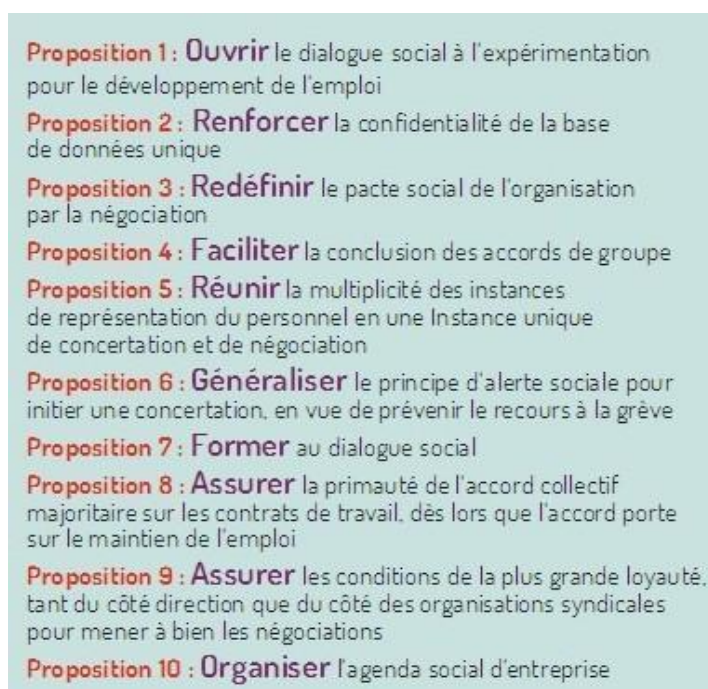 Proposition 1 : Ouvrir le dialogue social à l'expérimentation
pour le développement de l'emploi
Proposition 2 : Renforcer la confidentialité de la base
de données unique
Proposition 3 : Redéfinir le pacte social de l'organisation
par la négociation
Proposition 4 : Faciliter la conclusion des accords de groupe
Proposition 5 : Réunir la multiplicité des instances
de représentation du personnel en une Instance unique
de concertation et de négociation
Proposition 6 : Généraliser le principe d'alerte sociale pour
initier une concertation, en vue de prévenir le recours à la grève
Proposition 7 : Former au dialogue social
Proposition 8 : Assurer la primauté de l'accord collectif
majoritaire sur les contrats de travail, dès lors que l'accord porte
sur le maintien de l'emploi
Proposition 9 : Assurer les conditions de la plus grande loyauté,
tant du côté direction que du côté des organisations syndicales
pour mener à bien les négociations
Proposition 10 : Organiser l'agenda social d'entreprise